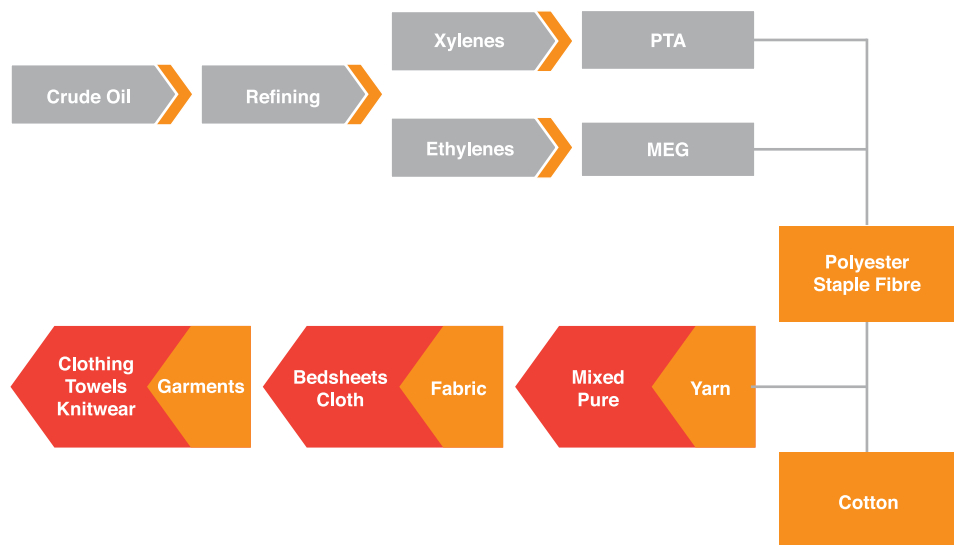 Crude Oil
Refining
Xylenes
PTA
Ethylenes
MEG
Polyester
Staple Fibre
Clothing
Towels
Knitwear
Garments
Bedsheets
Cloth
Fabric
Mixed
Pure
Yarn
Cotton